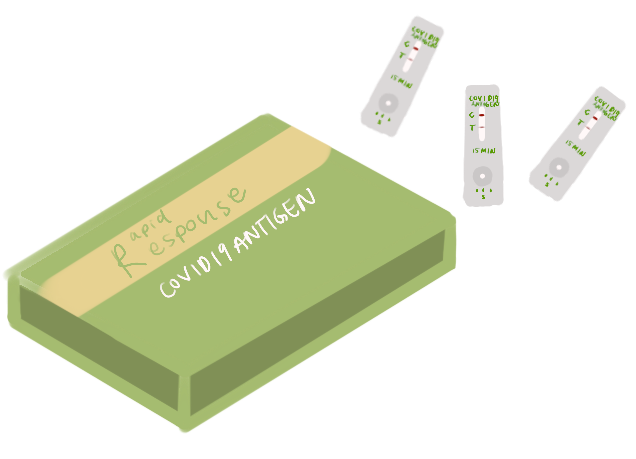 COVID19
ANTIGEN
C
T
15 MIN
S
COVID19
ANTIGEN
C
T
15 MIN
S
COVID19
ANTIGEN
C
T
15 MIN
S
Rapid
Response
COVID19 ANTIGEN